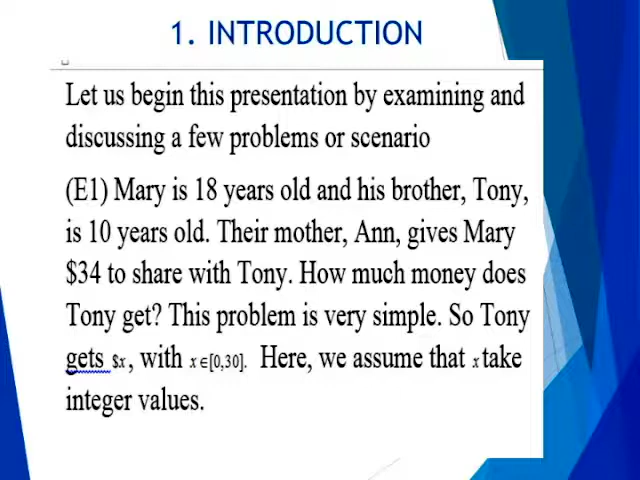 1. INTRODUCTION
Let us begin this presentation by examining and
discussing a few problems or scenario
(E1) Mary is 18 years old and his brother, Tony,
is 10 years old. Their mother, Ann, gives Mary
$34 to share with Tony. How much money does
Tony get? This problem is very simple. So Tony
gets $x, with x∈[0,30]. Here, we assume that x take
integer values.